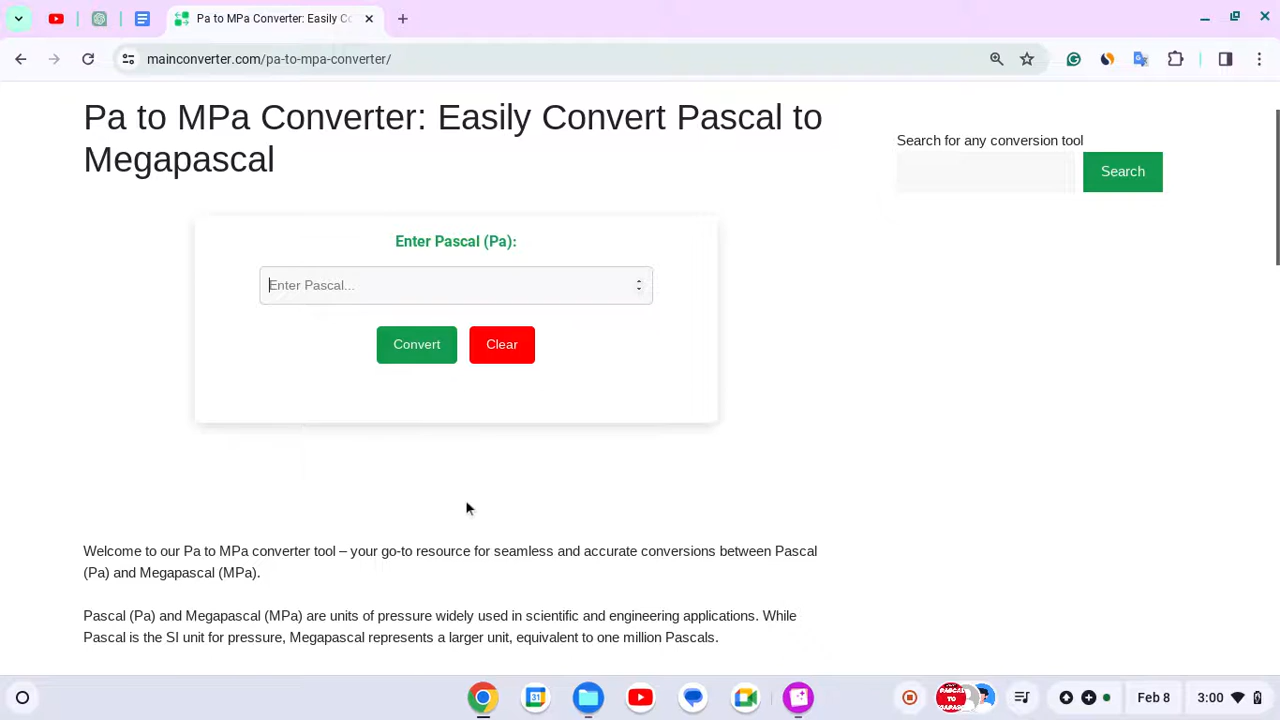 Pa to MPa Converter: Easily Co
mainconverter.com/pa-to-mpa-converter/
Pa to MPa Converter: Easily Convert Pascal to
Megapascal
Search for any conversion tool
Search
Enter Pascal (Pa):
Enter Pascal...
Convert
Clear
Welcome to our Pa to MPa converter tool – your go-to resource for seamless and accurate conversions between Pascal
(Pa) and Megapascal (MPa).
Pascal (Pa) and Megapascal (MPa) are units of pressure widely used in scientific and engineering applications. While
Pascal is the SI unit for pressure, Megapascal represents a larger unit, equivalent to one million Pascals.
31
PASCAL
TO
Feb 8
3:00